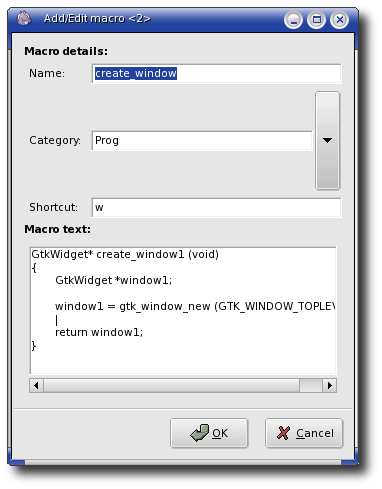 Add/Edit macro <2>
Macro details:
Name: create_window
Category: Prog
Shortcut: w
Macro text:
GtkWidget* create_window1 (void)
{
GtkWidget *window1;
window1 = gtk_window_new (GTK_WINDOW_TOPLEV
return window1;
}
OK Cancel